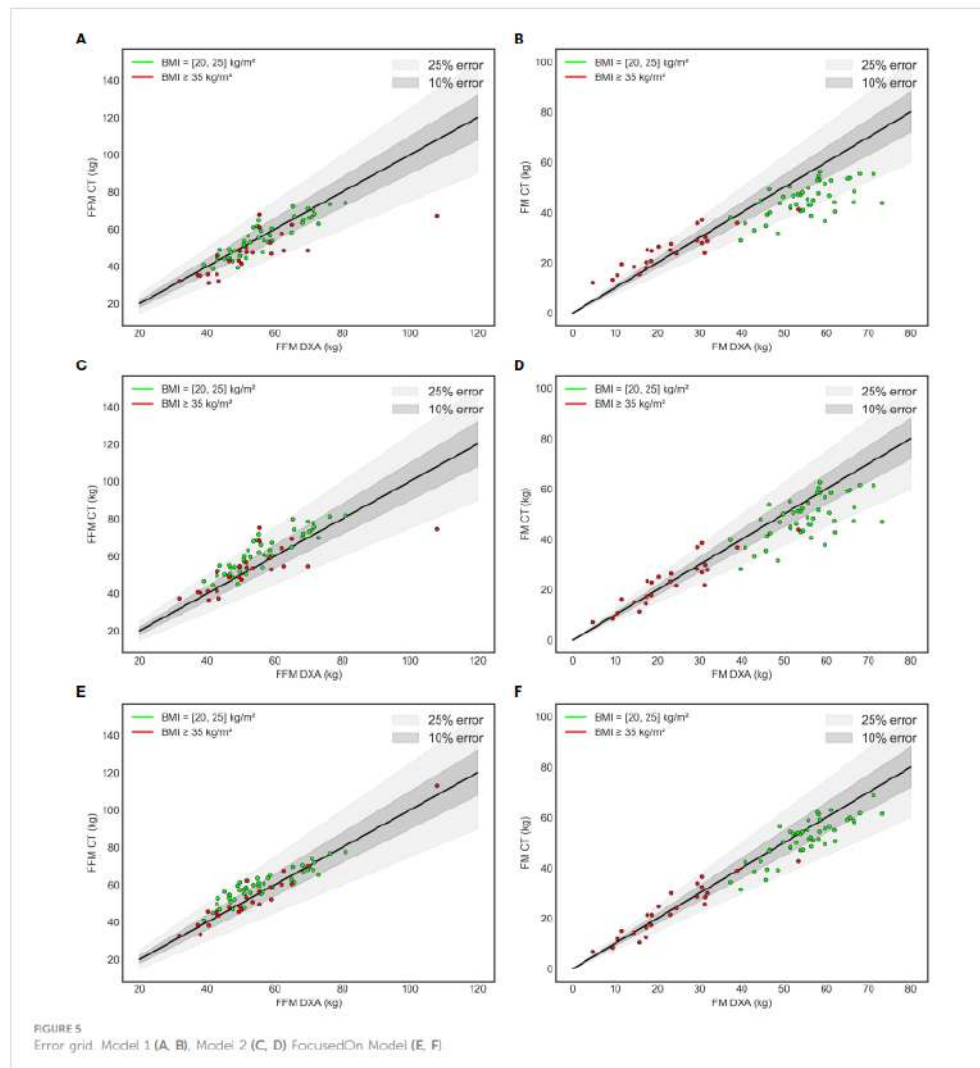 A
BMI = [20, 25] kg/m²
BMI ≥ 35 kg/m²
25% error
10% error
140
120
100
80
60
40
20
FFM CT (kg)
20 40 60 80 100 120
FFM DXA (kg)
B
BMI = [20, 25] kg/m²
BMI ≥ 35 kg/m²
25% error
10% error
100
80
60
40
20
0
FM CT (kg)
0 10 20 30 40 50 60 70 80
FM DXA (kg)
C
BMI = [20, 25] kg/m²
BMI ≥ 35 kg/m²
25% error
10% error
140
120
100
80
60
40
20
FFM CT (kg)
20 40 60 80 100 120
FFM DXA (kg)
D
BMI = [20, 25] kg/m²
BMI ≥ 35 kg/m²
25% error
10% error
100
80
60
40
20
0
FM CT (kg)
0 10 20 30 40 50 60 70 80
FM DXA (kg)
E
BMI = [20, 25] kg/m²
BMI ≥ 35 kg/m²
25% error
10% error
140
120
100
80
60
40
20
FFM CT (kg)
20 40 60 80 100 120
FFM DXA (kg)
F
BMI = [20, 25] kg/m²
BMI ≥ 35 kg/m²
25% error
10% error
100
80
60
40
20
0
FM CT (kg)
0 10 20 30 40 50 60 70 80
FM DXA (kg)
FIGURE 5
Error grid. Model 1 (A, B), Model 2 (C, D) FocusedOn Model (E, F).